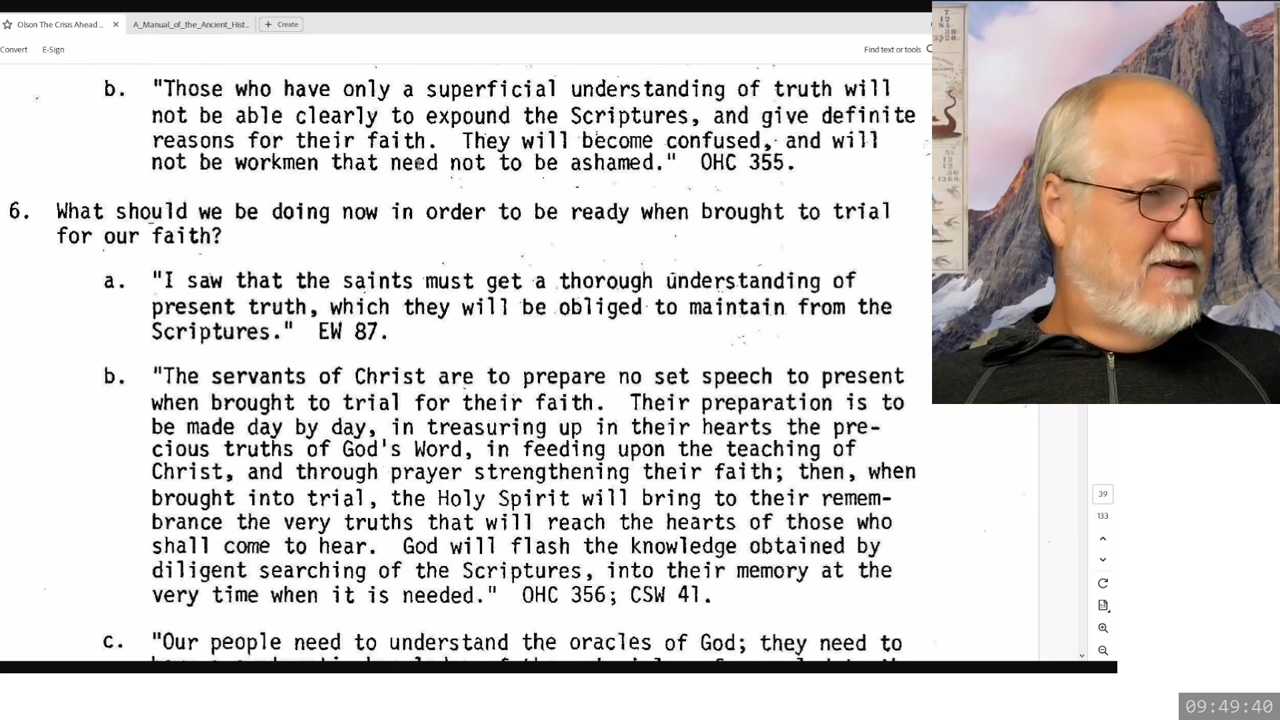 Olson The Crisis Ahead ..
A_Manual_of_the_Ancient_Hist..
Create
Convert
E-Sign
Find text or tools
b. "Those who have only a superficial understanding of truth will
not be able clearly to expound the Scriptures, and give definite
reasons for their faith. They will become confused, and will
not be workmen that need not to be ashamed." OHC 355.
6. What should we be doing now in order to be ready when brought to trial
for our faith?
a. "I saw that the saints must get a thorough understanding of
present truth, which they will be obliged to maintain from the
Scriptures." EW 87.
b. "The servants of Christ are to prepare no set speech to present
when brought to trial for their faith. Their preparation is to
be made day by day, in treasuring up in their hearts the pre-
cious truths of God's Word, in feeding upon the teaching of
Christ, and through prayer strengthening their faith; then, when
brought into trial, the Holy Spirit will bring to their remem-
brance the very truths that will reach the hearts of those who
shall come to hear. God will flash the knowledge obtained by
diligent searching of the Scriptures, into their memory at the
very time when it is needed." OHC 356; CSW 41.
c. "Our people need to understand the oracles of God; they need to
39
133
09:49:40